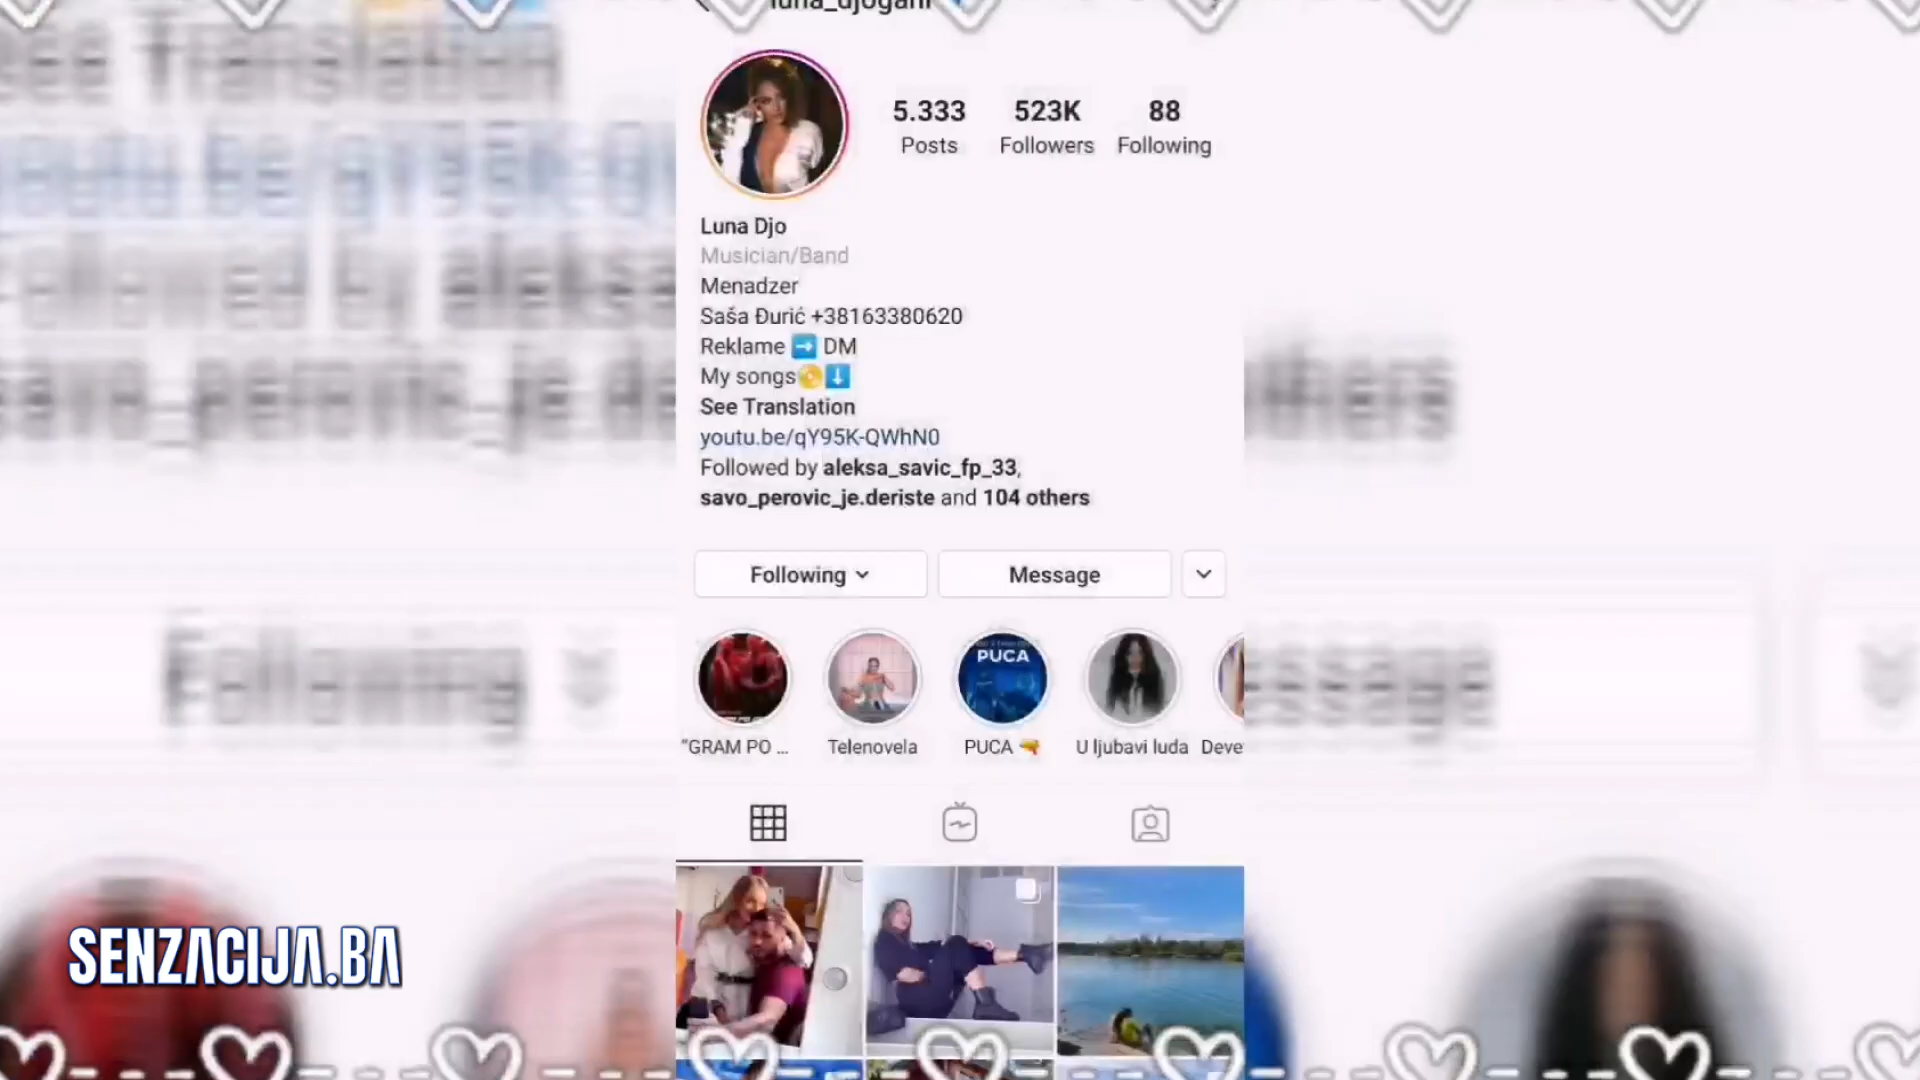 luna_djogani
5.333
Posts
523K
Followers
88
Following
Luna Djo
Musician/Band
Menadzer
Saša Đurić +38163380620
Reklame ➡️ DM
My songs📀⬇️
See Translation
youtu.be/qY95K-QWhN0
Followed by aleksa_savic_fp_33,
savo_perovic_je.deriste and 104 others
Following
Message
"GRAM PO ...
Telenovela
PUCA
PUCA 🔫
U ljubavi luda
Deve
SENZACIJA.BA